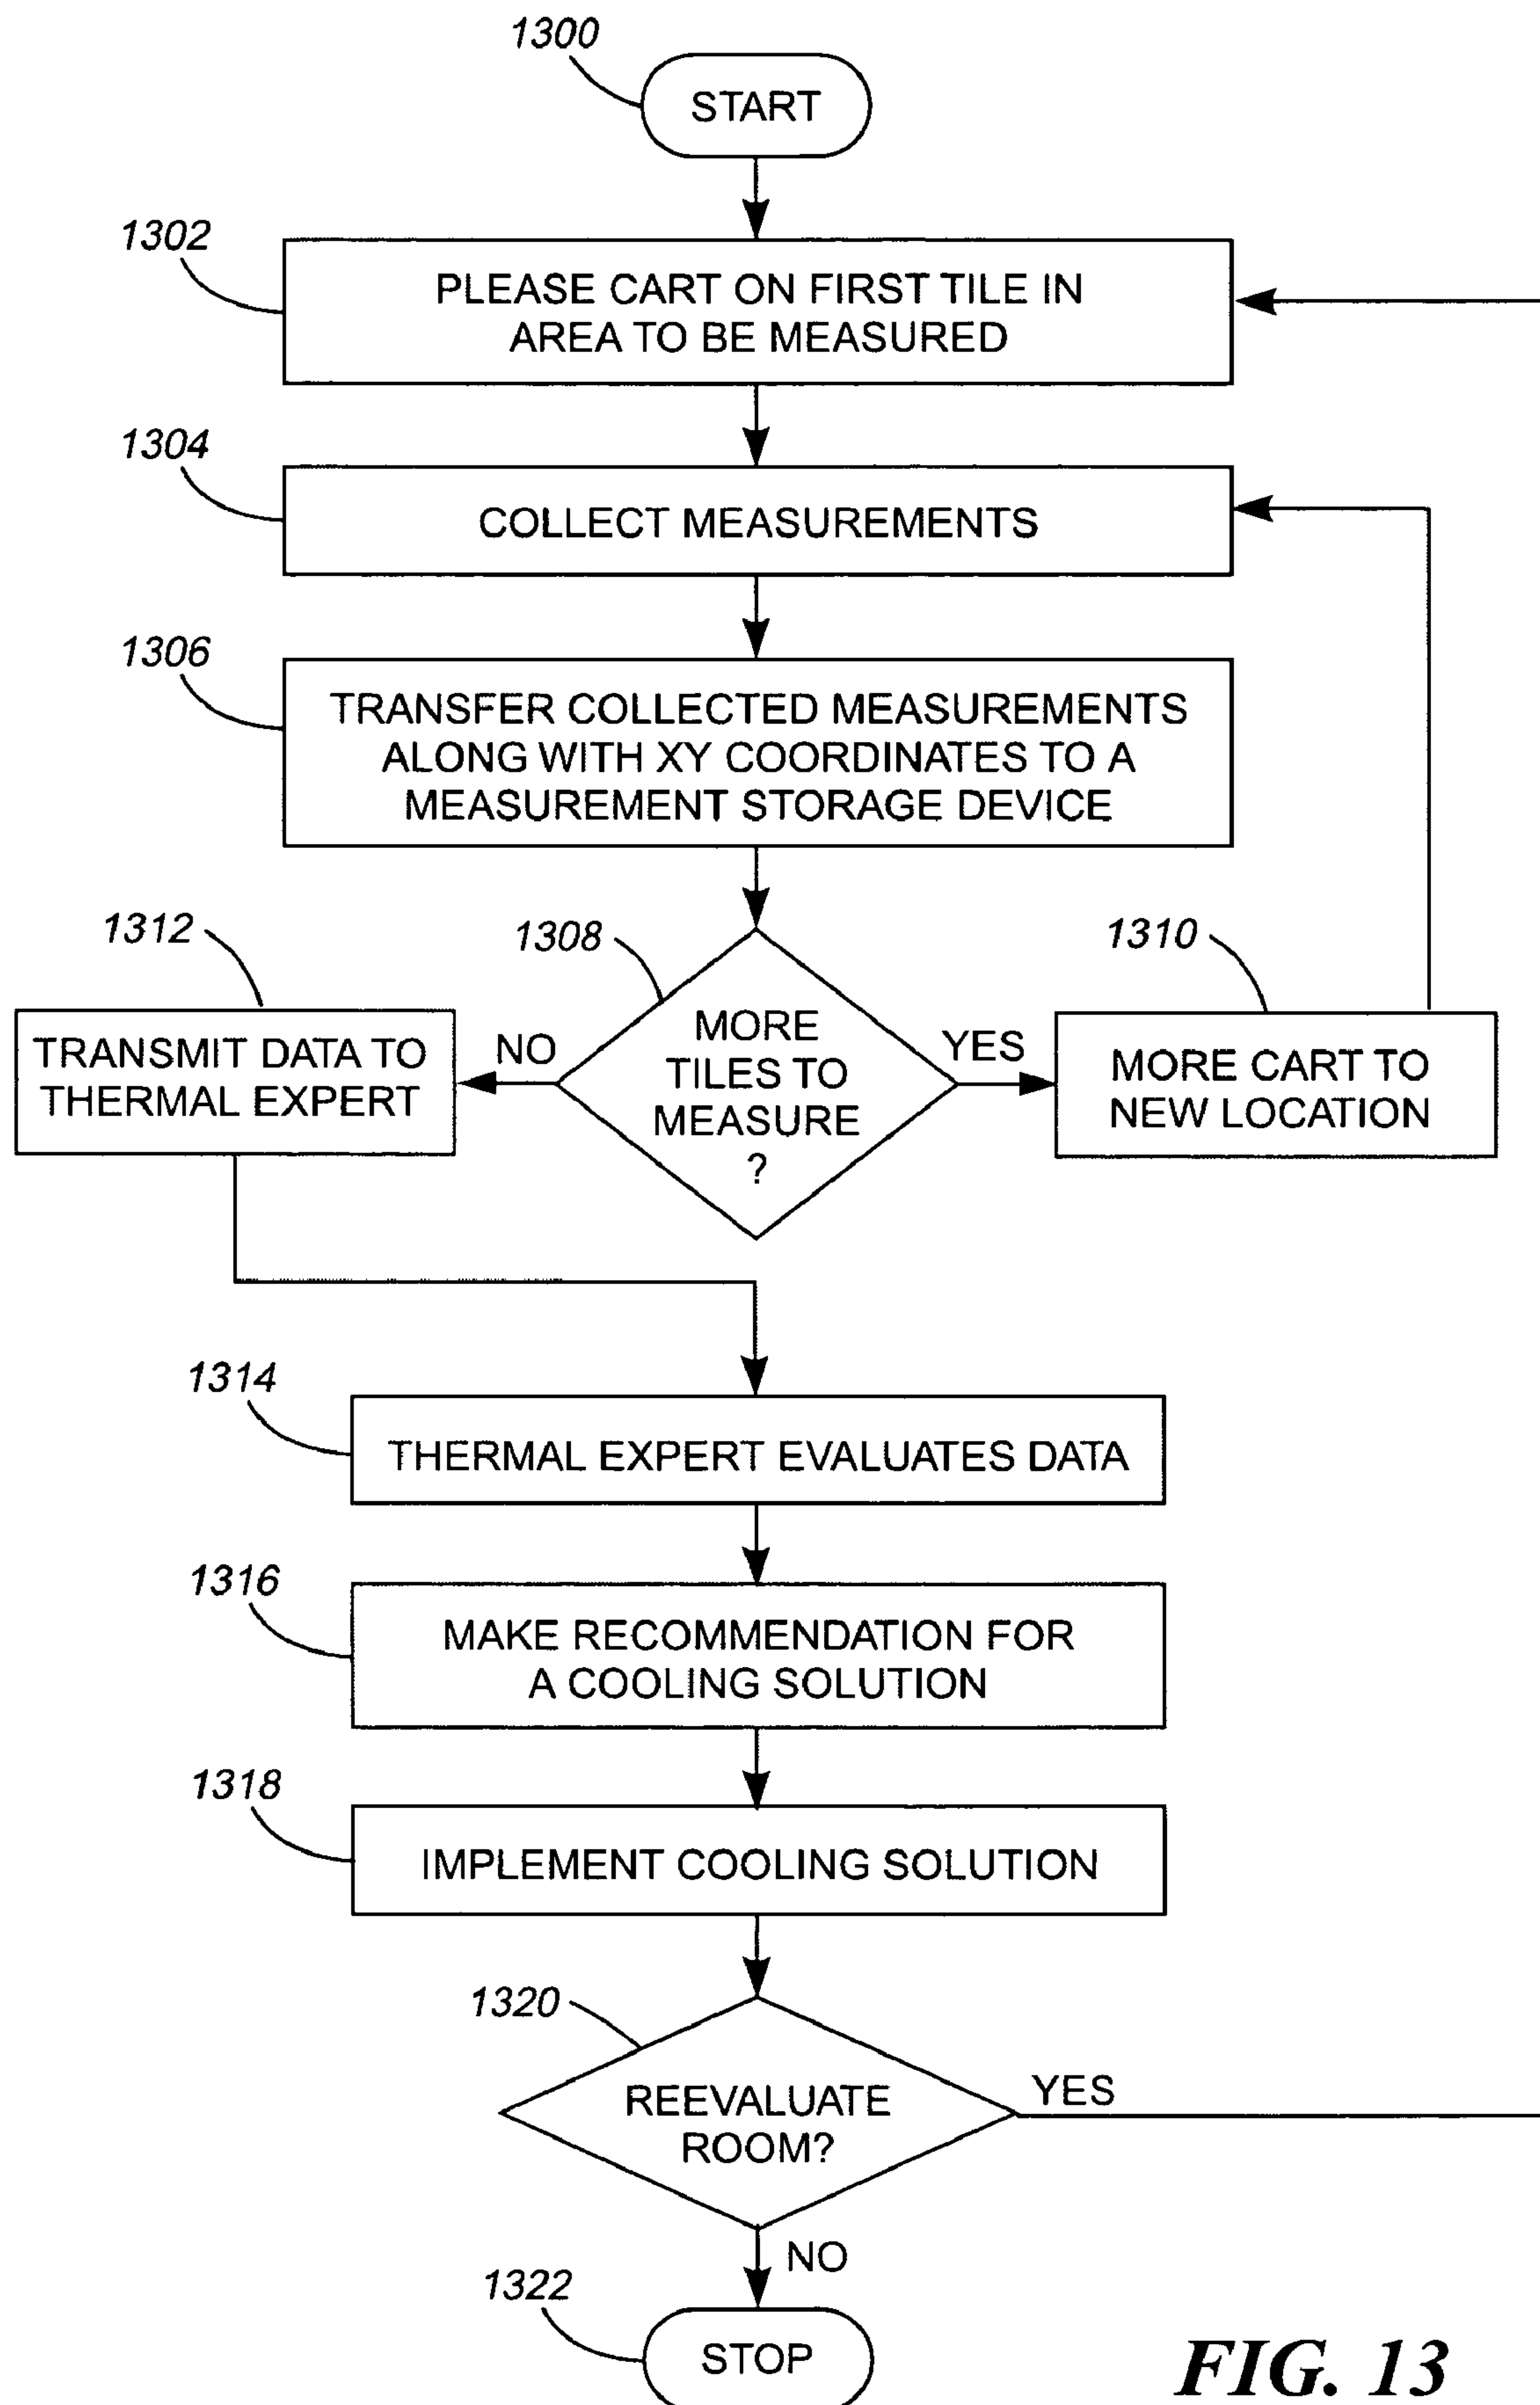 1300
START
1302
PLEASE CART ON FIRST TILE IN
AREA TO BE MEASURED
1304
COLLECT MEASUREMENTS
1306
TRANSFER COLLECTED MEASUREMENTS
ALONG WITH XY COORDINATES TO A
MEASUREMENT STORAGE DEVICE
1308
MORE
TILES TO
MEASURE
?
YES
1310
MORE CART TO
NEW LOCATION
NO
1312
TRANSMIT DATA TO
THERMAL EXPERT
1314
THERMAL EXPERT EVALUATES DATA
1316
MAKE RECOMMENDATION FOR
A COOLING SOLUTION
1318
IMPLEMENT COOLING SOLUTION
1320
REEVALUATE
ROOM?
YES
NO
1322
STOP
FIG. 13